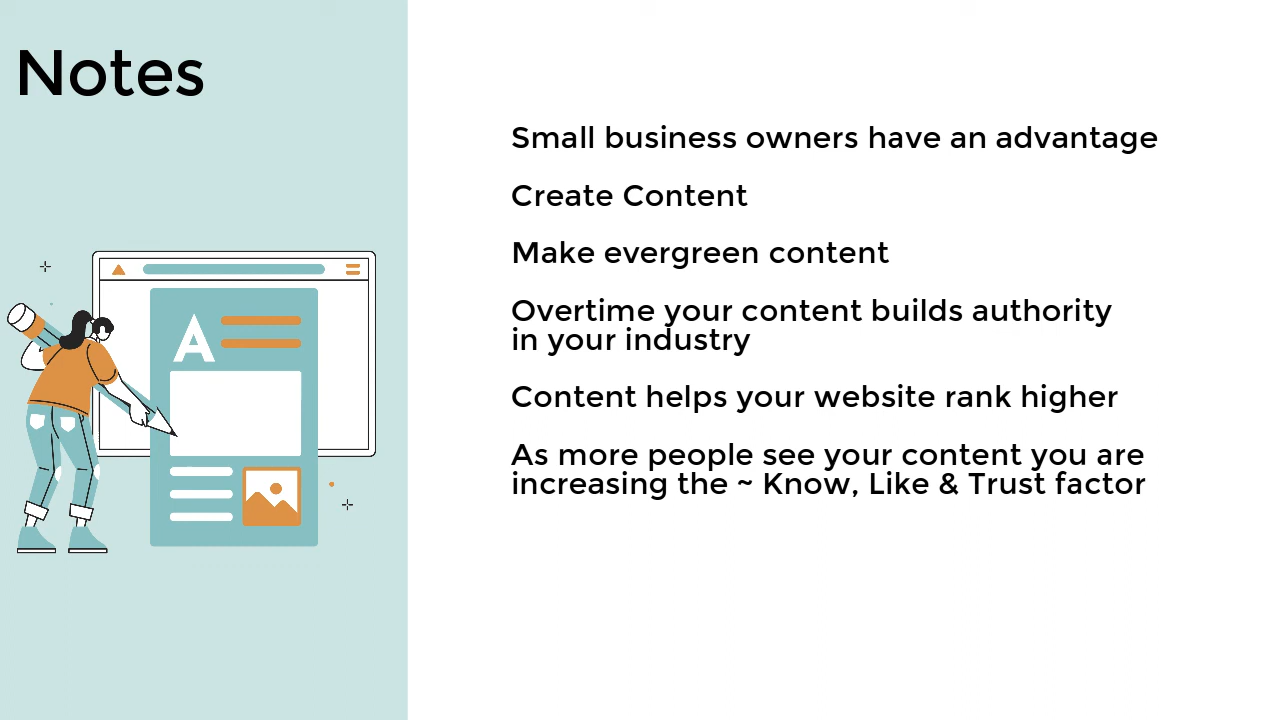 Notes
Small business owners have an advantage
Create Content
Make evergreen content
Overtime your content builds authority
in your industry
Content helps your website rank higher
As more people see your content you are
increasing the ~ Know, Like & Trust factor
A